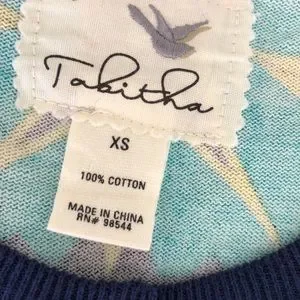 Tabitha
XS
100% COTTON
MADE IN CHINA
RN# 98544